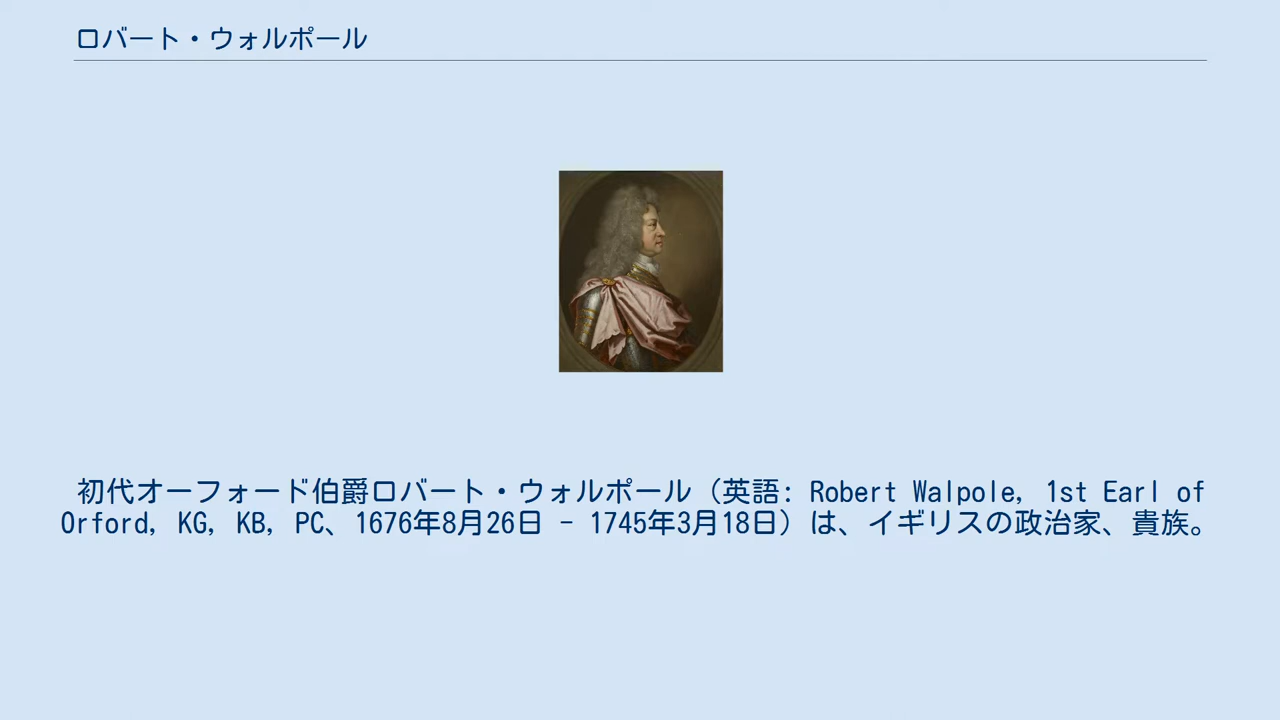 ロバート・ウォルポール
初代オーフォード伯爵ロバート・ウォルポール（英語: Robert Walpole, 1st Earl of
Orford, KG, KB, PC、1676年8月26日 - 1745年3月18日）は、イギリスの政治家、貴族。